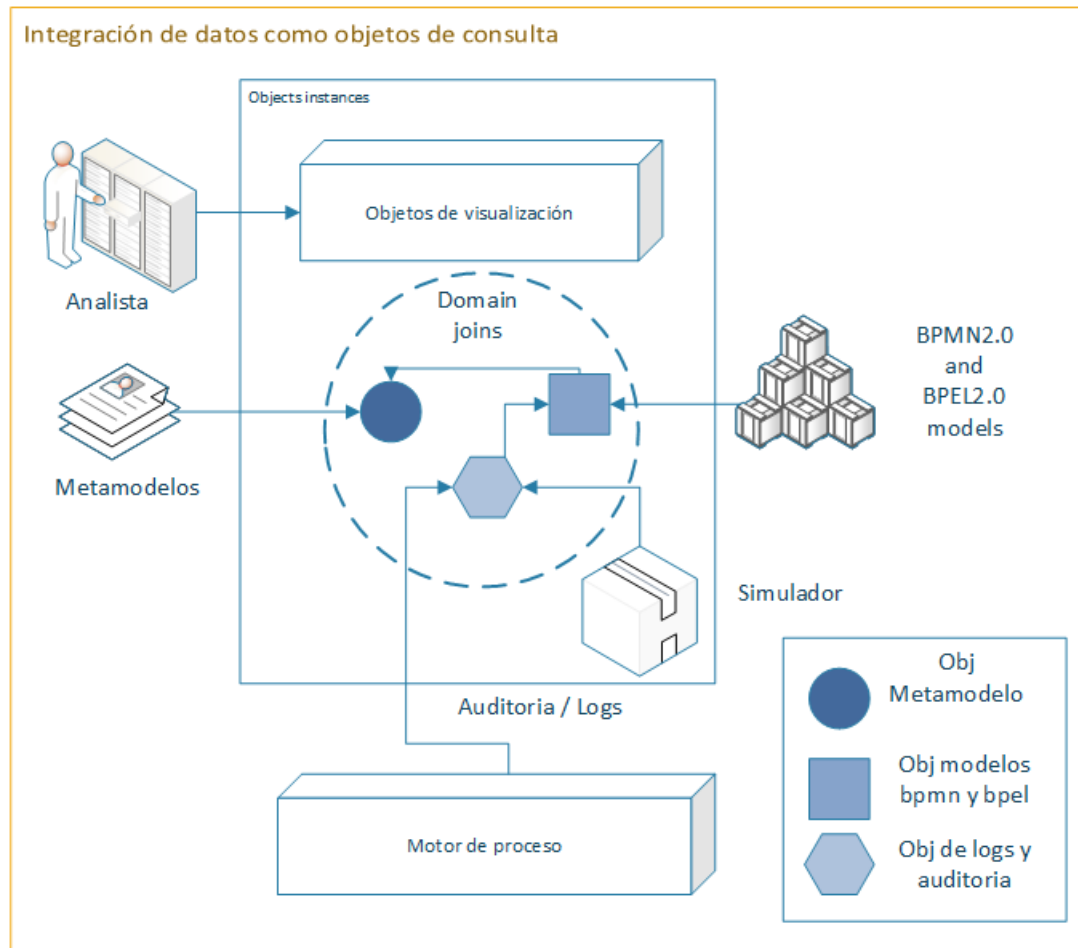 Integración de datos como objetos de consulta
Objects instances
Objetos de visualización
Analista
Domain
joins
BPMN2.0
and
BPEL2.0
models
Metamodelos
Simulador
Auditoria / Logs
Motor de proceso
Obj
Metamodelo
Obj modelos
bpmn y bpel
Obj de logs y
auditoria